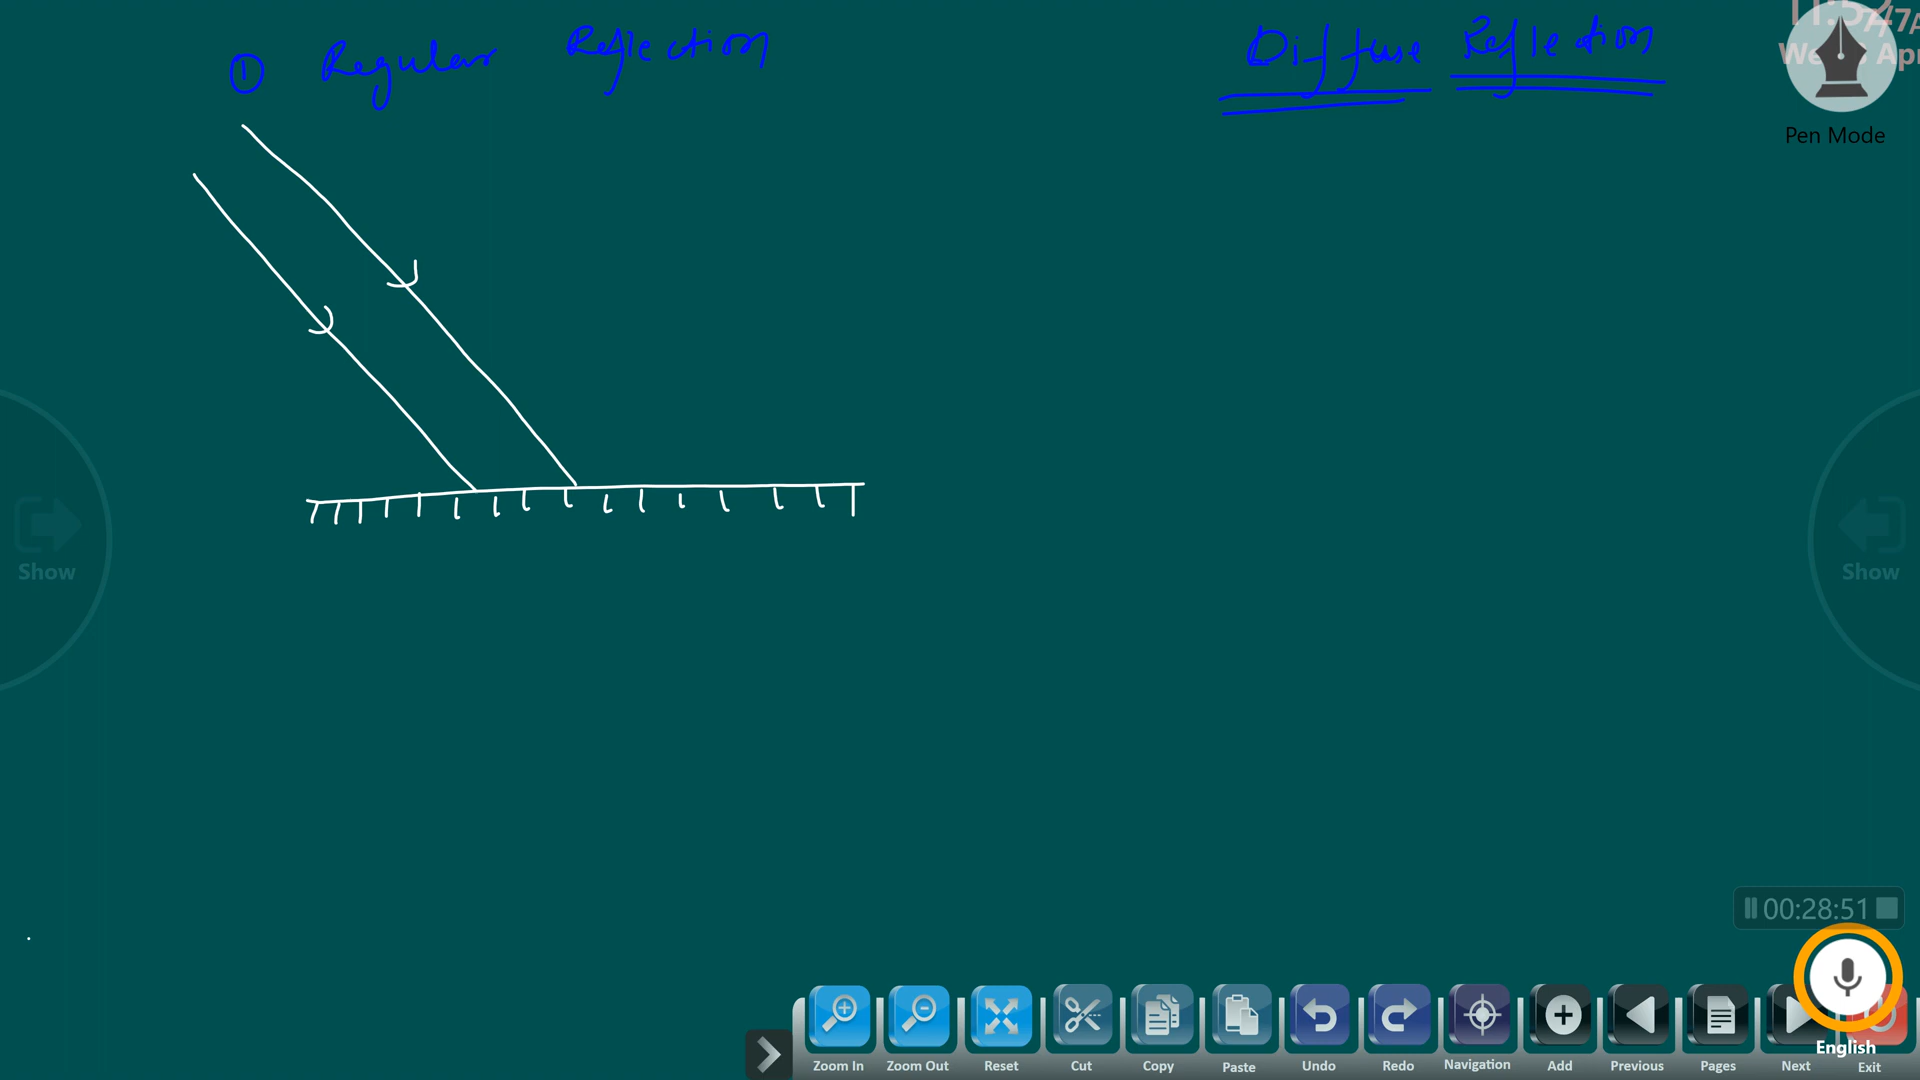 ① Regular Reflection
Diffuse Reflection
Pen Mode
Show
Show
00:28:51
Zoom In
Zoom Out
Reset
Cut
Copy
Paste
Undo
Redo
Navigation
Add
Previous
Pages
Next
Exit
English